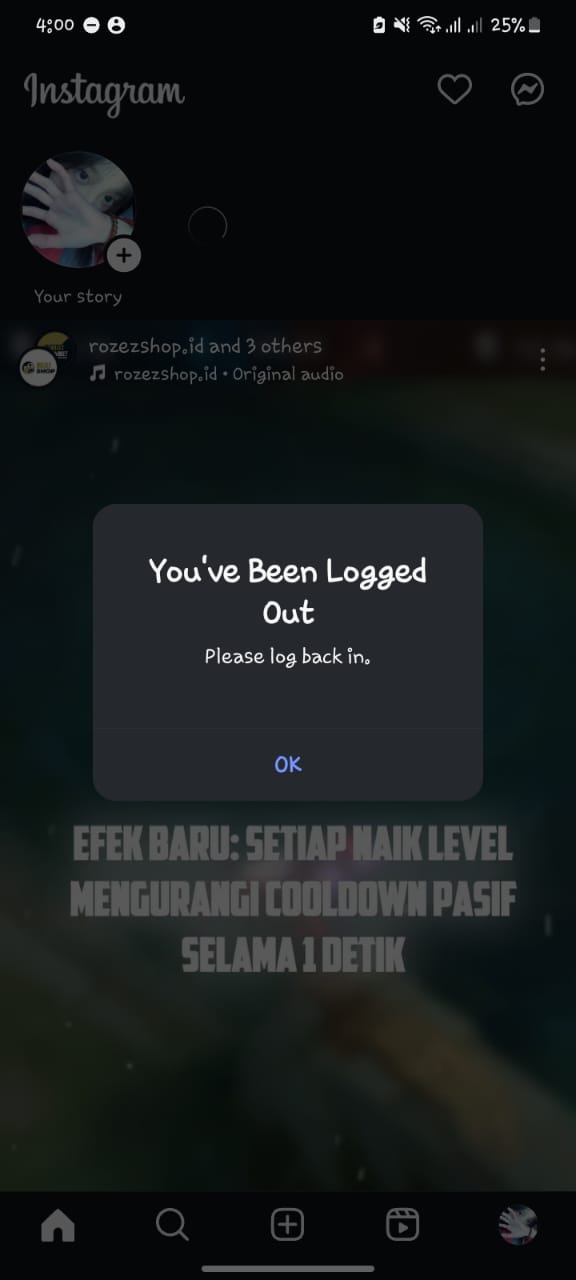 4:00
25%
Instagram
Your story
rozezshop.id and 3 others
rozezshop.id • Original audio
You've Been Logged
Out
Please log back in.
OK
EFEK BARU: SETIAP NAIK LEVEL
MENGURANGI COOLDOWN PASIF
SELAMA 1 DETIK